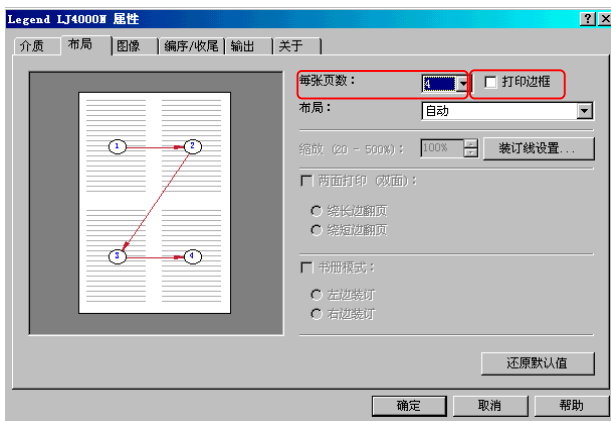 Legend LJ4000N 属性
介质 布局 图像 编序/收尾 输出 关于
每张页数： 4 打印边框
布局： 自动
缩放 (20 - 500%)： 100% 装订线设置...
两面打印 (双面)：
绕长边翻页
绕短边翻页
书册模式：
左边装订
右边装订
1 2
3 4
还原默认值
确定 取消 帮助